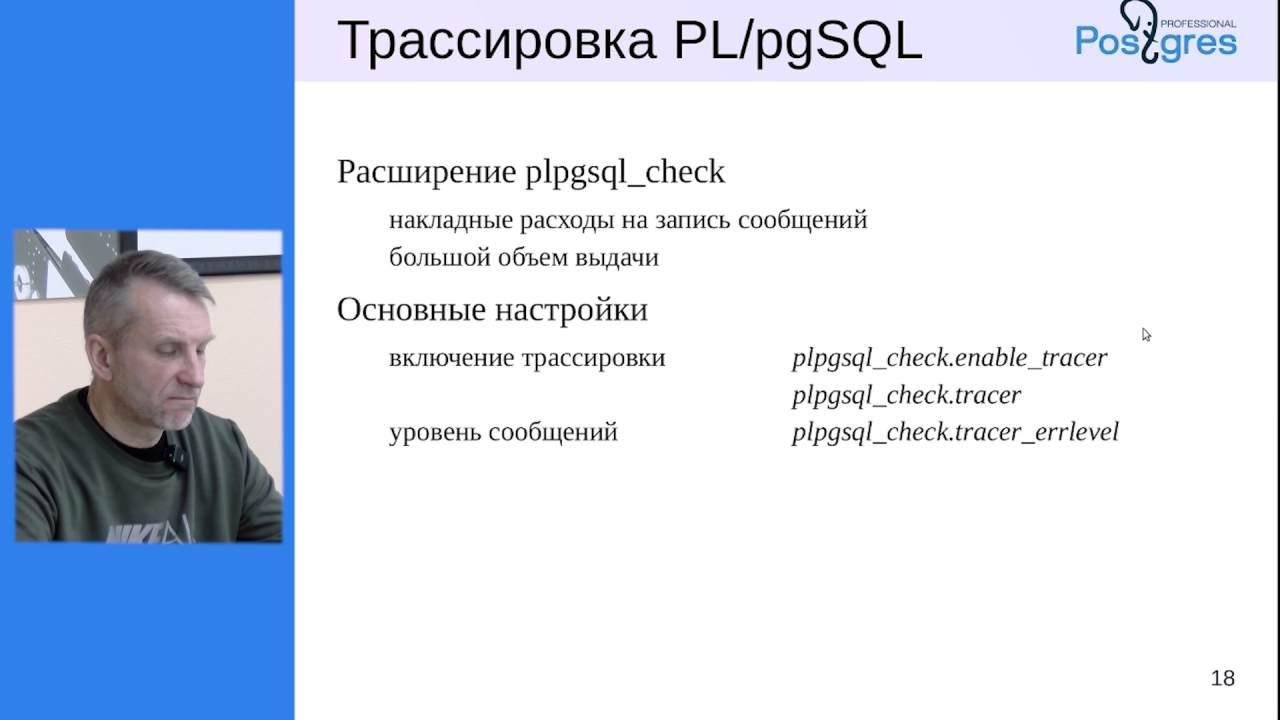 Трассировка PL/pgSQL
PROFESSIONAL
Postgres
Расширение plpgsql_check
накладные расходы на запись сообщений
большой объем выдачи
Основные настройки
включение трассировки plpgsql_check.enable_tracer
plpgsql_check.tracer
уровень сообщений plpgsql_check.tracer_errlevel
NIKE
18